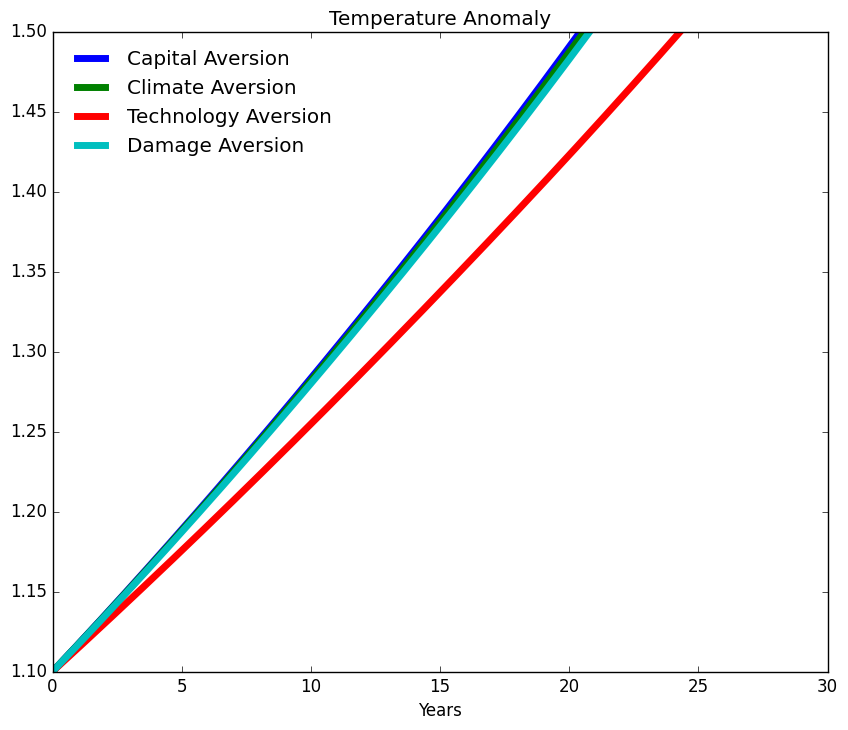 Temperature Anomaly
1.50
1.45
1.40
1.35
1.30
1.25
1.20
1.15
1.10
Capital Aversion
Climate Aversion
Technology Aversion
Damage Aversion
0 5 10 15 20 25 30
Years